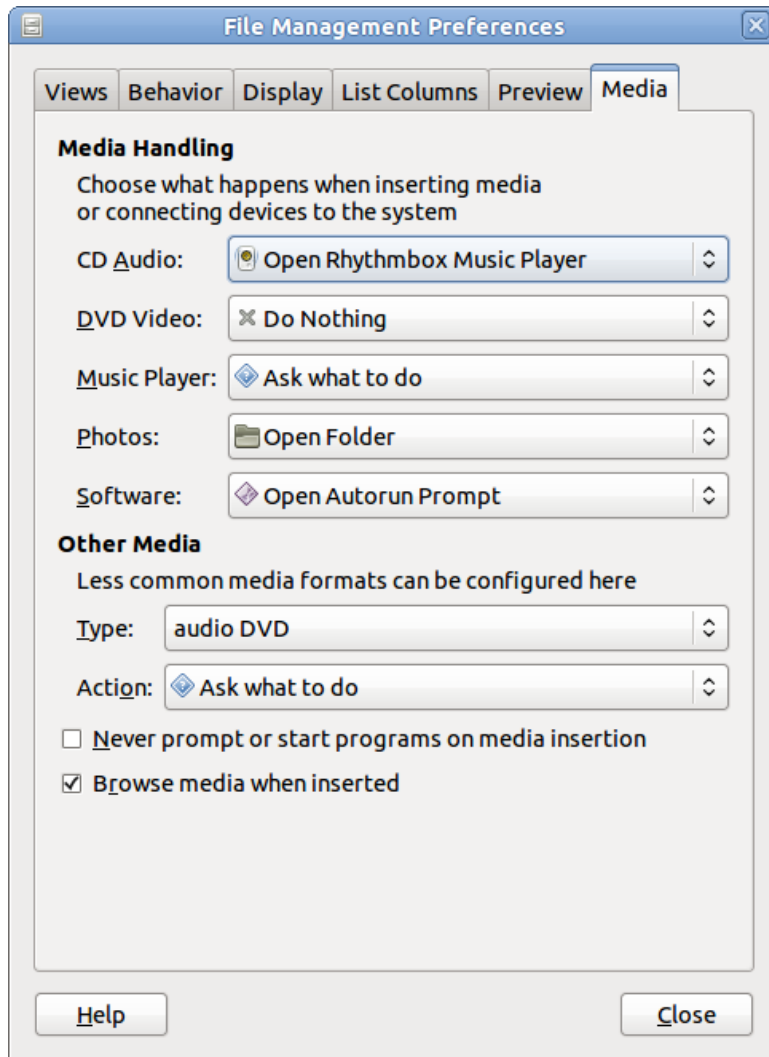 File Management Preferences
Views Behavior Display List Columns Preview Media
Media Handling
Choose what happens when inserting media
or connecting devices to the system
CD Audio: Open Rhythmbox Music Player
DVD Video: Do Nothing
Music Player: Ask what to do
Photos: Open Folder
Software: Open Autorun Prompt
Other Media
Less common media formats can be configured here
Type: audio DVD
Action: Ask what to do
Never prompt or start programs on media insertion
Browse media when inserted
Help Close